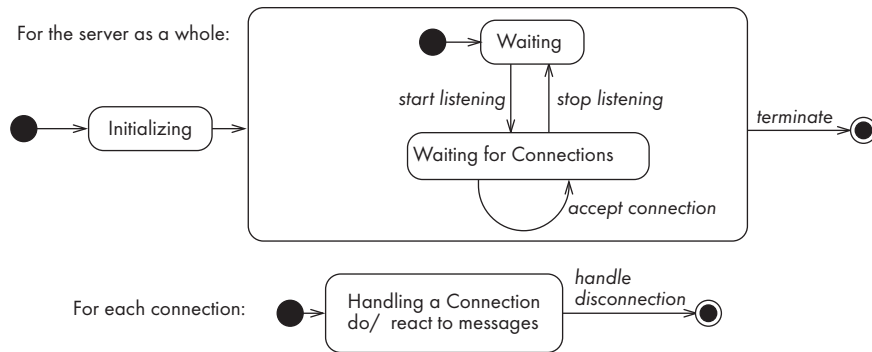 For the server as a whole:
Waiting
start listening
stop listening
Initializing
terminate
Waiting for Connections
accept connection
For each connection:
Handling a Connection
do/ react to messages
handle
disconnection